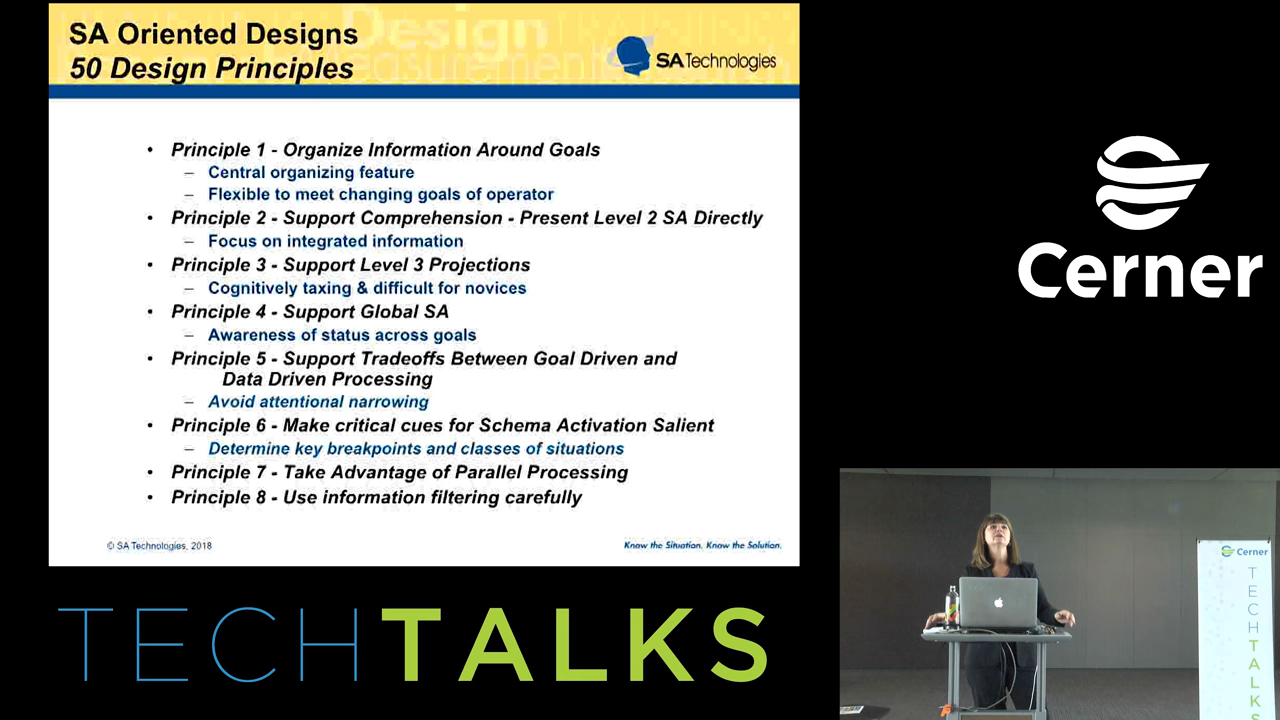 SA Oriented Designs
50 Design Principles
Design
Measurement
SA Technologies
• Principle 1 - Organize Information Around Goals
– Central organizing feature
– Flexible to meet changing goals of operator
• Principle 2 - Support Comprehension - Present Level 2 SA Directly
– Focus on integrated information
• Principle 3 - Support Level 3 Projections
– Cognitively taxing & difficult for novices
• Principle 4 - Support Global SA
– Awareness of status across goals
• Principle 5 - Support Tradeoffs Between Goal Driven and
Data Driven Processing
– Avoid attentional narrowing
• Principle 6 - Make critical cues for Schema Activation Salient
– Determine key breakpoints and classes of situations
• Principle 7 - Take Advantage of Parallel Processing
• Principle 8 - Use information filtering carefully
© SA Technologies, 2018
Know the Situation. Know the Solution.
TECHTALKS
Cerner
Cerner
TECHTALKS